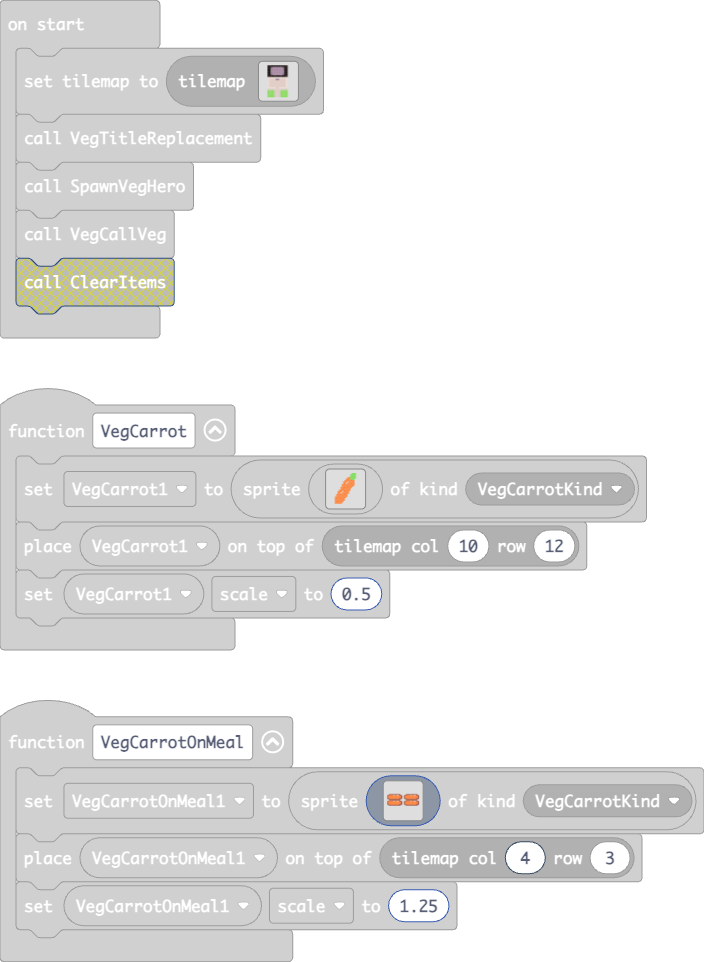 on start
set tilemap to tilemap
call VegTitleReplacement
call SpawnVegHero
call VegCallVeg
call ClearItems
function VegCarrot
set VegCarrot1 to sprite of kind VegCarrotKind
place VegCarrot1 on top of tilemap col 10 row 12
set VegCarrot1 scale to 0.5
function VegCarrotOnMeal
set VegCarrotOnMeal1 to sprite of kind VegCarrotKind
place VegCarrotOnMeal1 on top of tilemap col 4 row 3
set VegCarrotOnMeal1 scale to 1.25